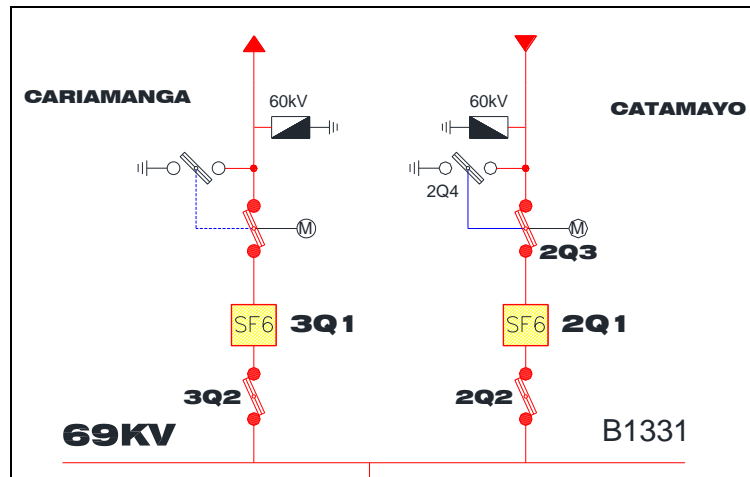 60kV
60kV
CARIAMANGA
CATAMAYO
2Q4
M
M
2Q3
SF6
3Q1
SF6
2Q1
3Q2
2Q2
69KV
B1331